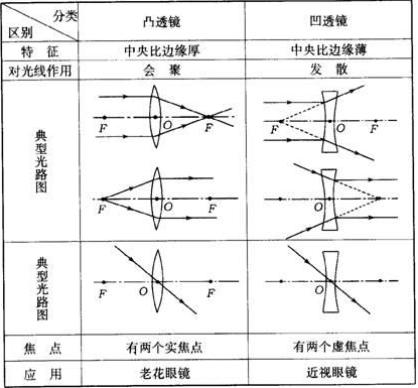 分类
区别
凸透镜
凹透镜
特 征
中央比边缘厚
中央比边缘薄
对光线作用
会 聚
发 散
典型光路图
F O F
F O F
F O F
O
典型光路图
F O F
O
焦 点
有两个实焦点
有两个虚焦点
应 用
老花眼镜
近视眼镜